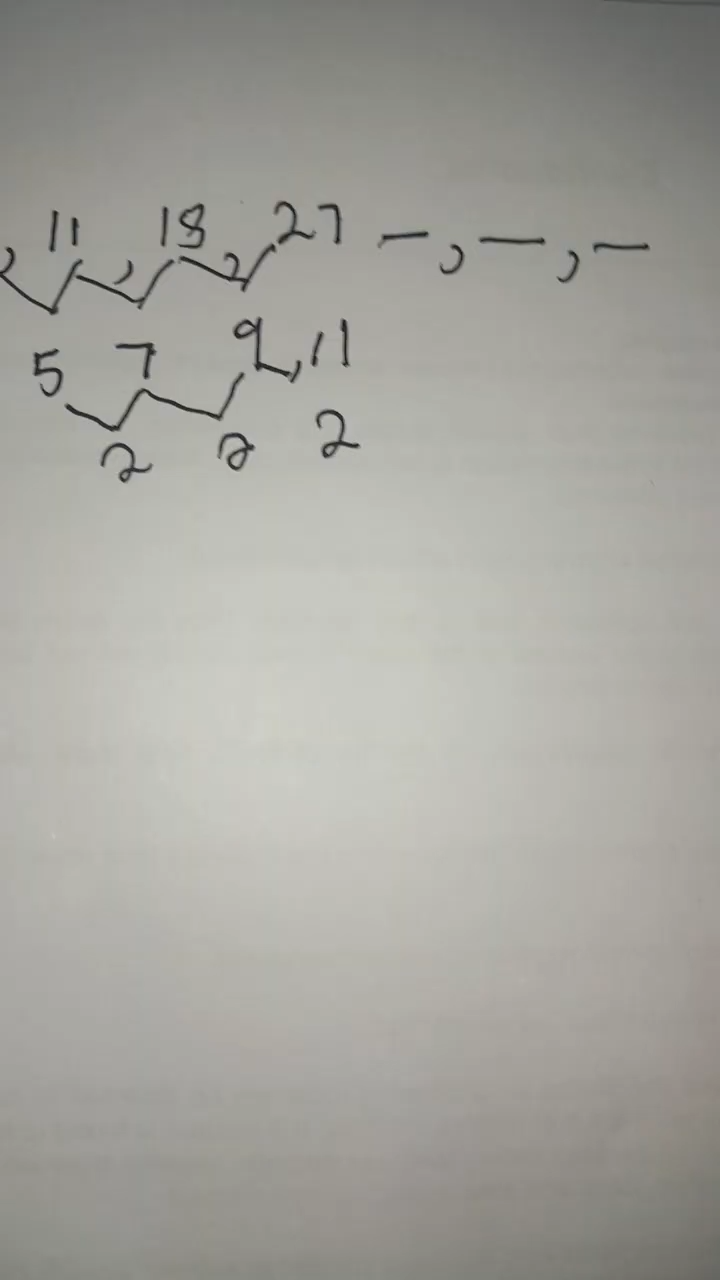 , 11 , 18 , 27 –, –, –
5 7 9, 11
2 2 2